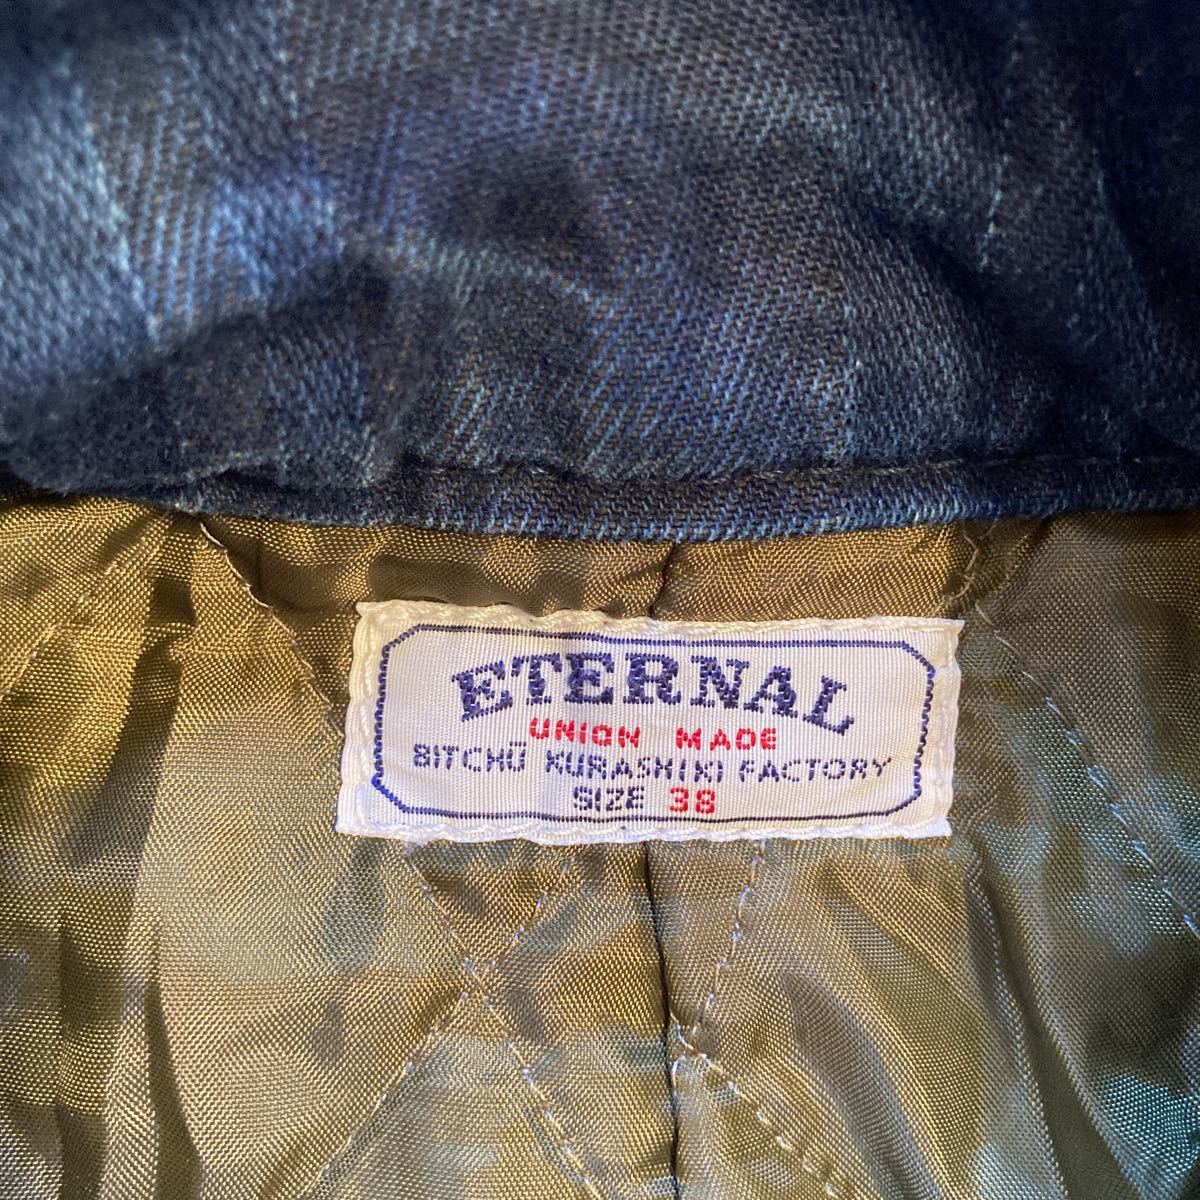 ETERNAL
UNION MADE
BITCHŪ KURASHIKI FACTORY
SIZE 38